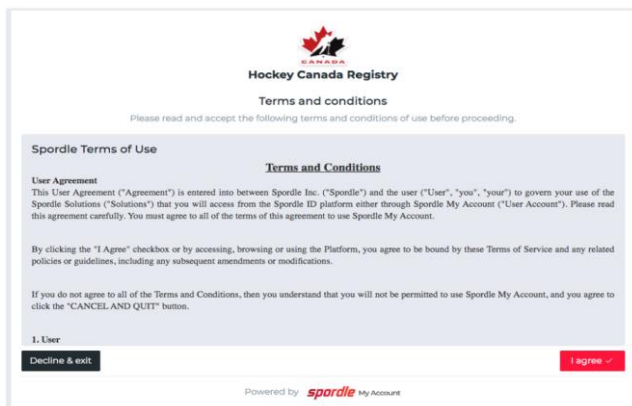 CANADA
Hockey Canada Registry
Terms and conditions
Please read and accept the following terms and conditions of use before proceeding.
Spordle Terms of Use
Terms and Conditions
User Agreement
This User Agreement ("Agreement") is entered into between Spordle Inc. ("Spordle") and the user ("User", "you", "your") to govern your use of the
Spordle Solutions ("Solutions") that you will access from the Spordle ID platform either through Spordle My Account ("User Account"). Please read
this agreement carefully. You must agree to all of the terms of this agreement to use Spordle My Account.
By clicking the "I Agree" checkbox or by accessing, browsing or using the Platform, you agree to be bound by these Terms of Service and any related
policies or guidelines, including any subsequent amendments or modifications.
If you do not agree to all of the Terms and Conditions, then you understand that you will not be permitted to use Spordle My Account, and you agree to
click the "CANCEL AND QUIT" button.
1. User
Decline & exit
I agree ✓
Powered by spordle My Account